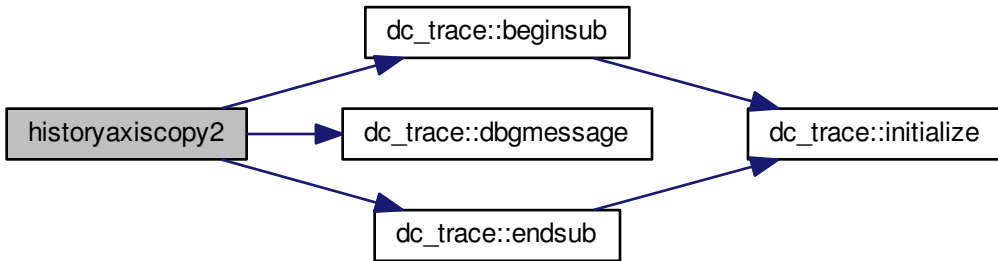 dc_trace::beginsub
historyaxiscopy2
dc_trace::dbgmessage
dc_trace::initialize
dc_trace::endsub